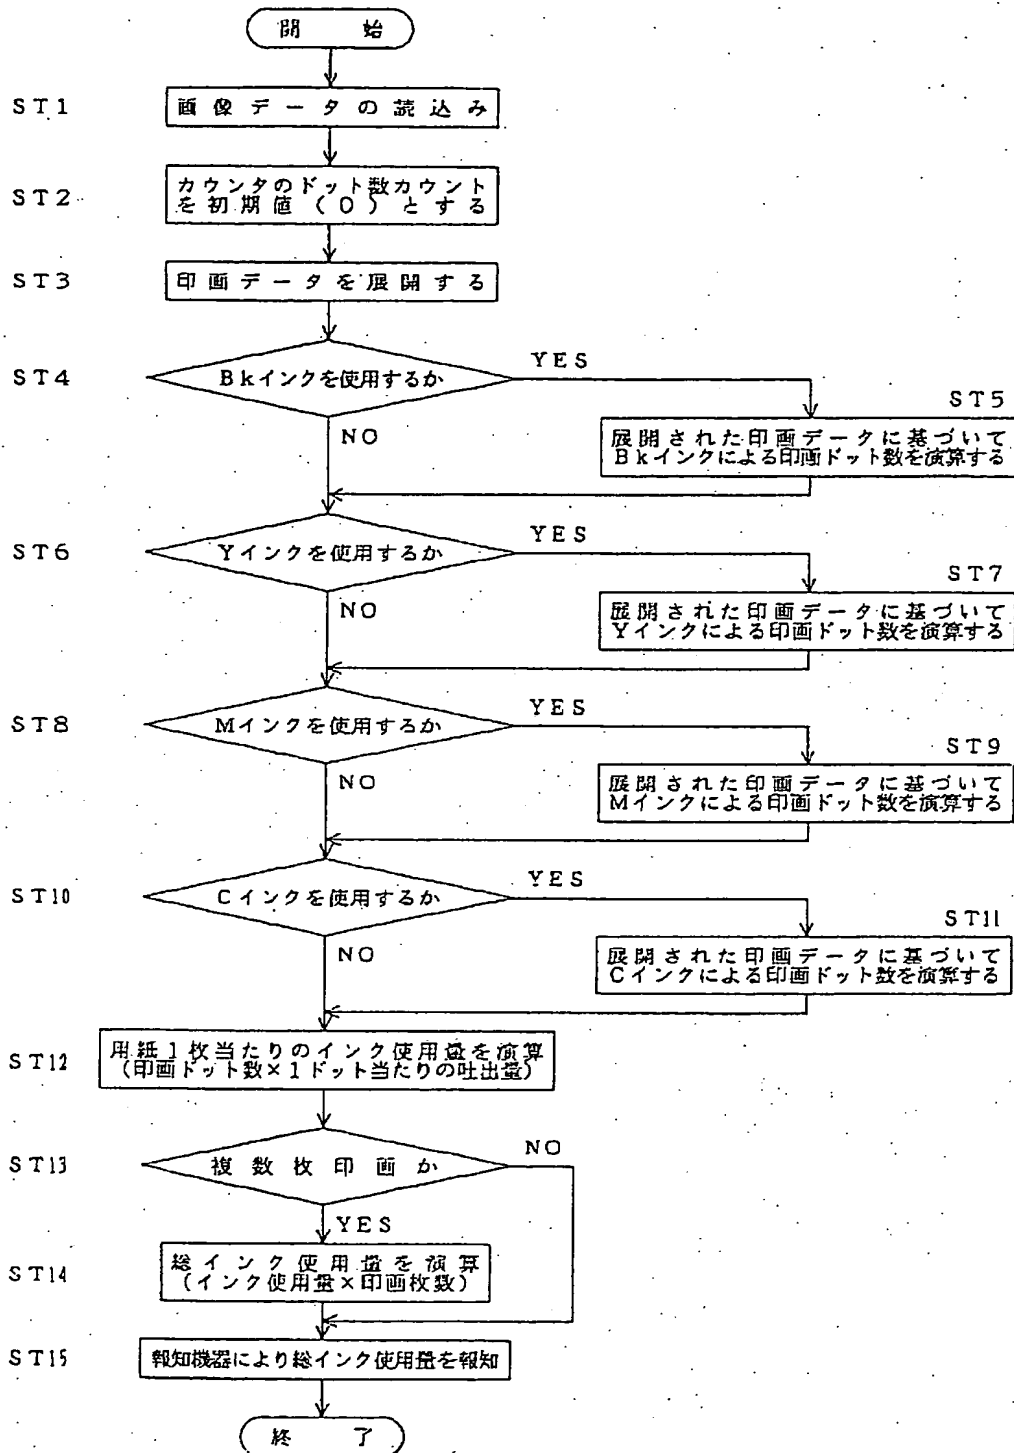 開始
ST1
画像データの読込み
ST2
カウンタのドット数カウント
を初期値(0)とする
ST3
印画データを展開する
ST4
Bkインクを使用するか
YES
NO
ST5
展開された印画データに基づいて
Bkインクによる印画ドット数を演算する
ST6
Yインクを使用するか
YES
NO
ST7
展開された印画データに基づいて
Yインクによる印画ドット数を演算する
ST8
Mインクを使用するか
YES
NO
ST9
展開された印画データに基づいて
Mインクによる印画ドット数を演算する
ST10
Cインクを使用するか
YES
NO
ST11
展開された印画データに基づいて
Cインクによる印画ドット数を演算する
ST12
用紙1枚当たりのインク使用量を演算
(印画ドット数×1ドット当たりの吐出量)
ST13
複数枚印画か
NO
YES
ST14
総インク使用量を演算
(インク使用量×印画枚数)
ST15
報知機器により総インク使用量を報知
終了